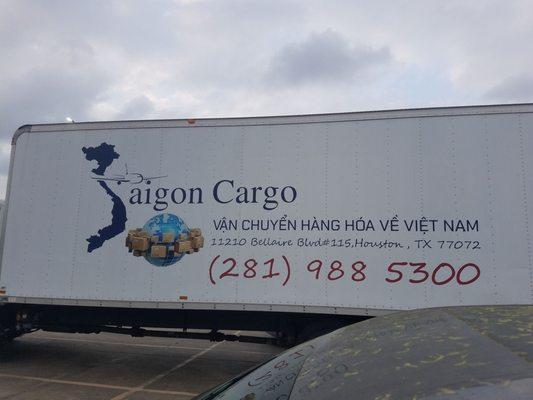 Saigon Cargo
VẬN CHUYỂN HÀNG HÓA VỀ VIỆT NAM
11210 Bellaire Blvd#115,Houston , TX 77072
(281) 988 5300